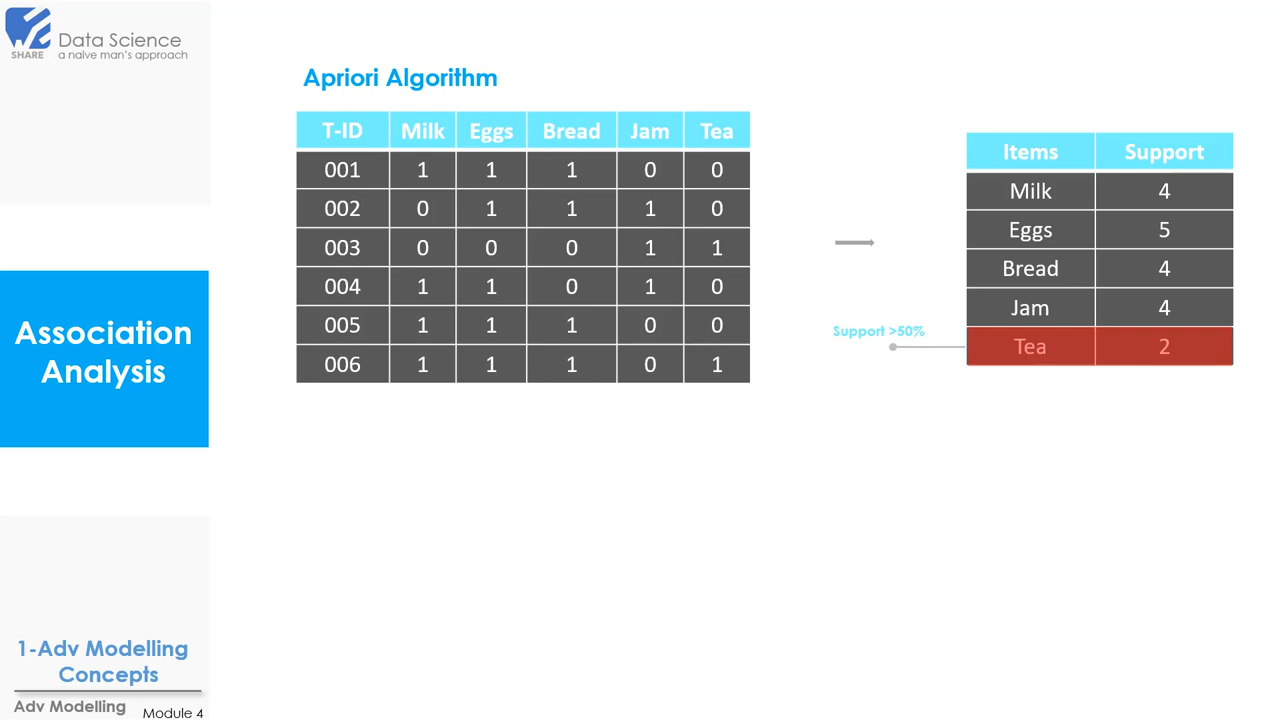 SHARE
Data Science
a naive man's approach
Apriori Algorithm
T-ID Milk Eggs Bread Jam Tea
001 1 1 1 0 0
002 0 1 1 1 0
003 0 0 0 1 1
004 1 1 0 1 0
005 1 1 1 0 0
006 1 1 1 0 1
Items Support
Milk 4
Eggs 5
Bread 4
Jam 4
Tea 2
Support >50%
Association
Analysis
1-Adv Modelling
Concepts
Adv Modelling
Module 4